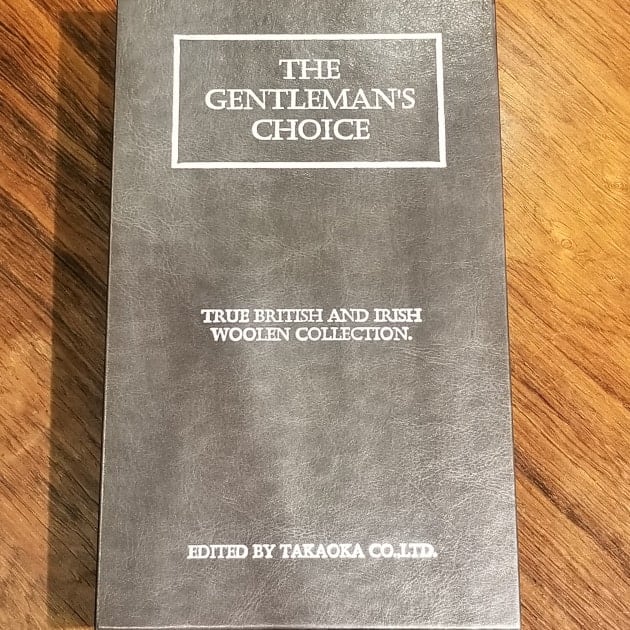 THE
GENTLEMAN'S
CHOICE
TRUE BRITISH AND IRISH
WOOLEN COLLECTION.
EDITED BY TAKAOKA CO.,LTD.